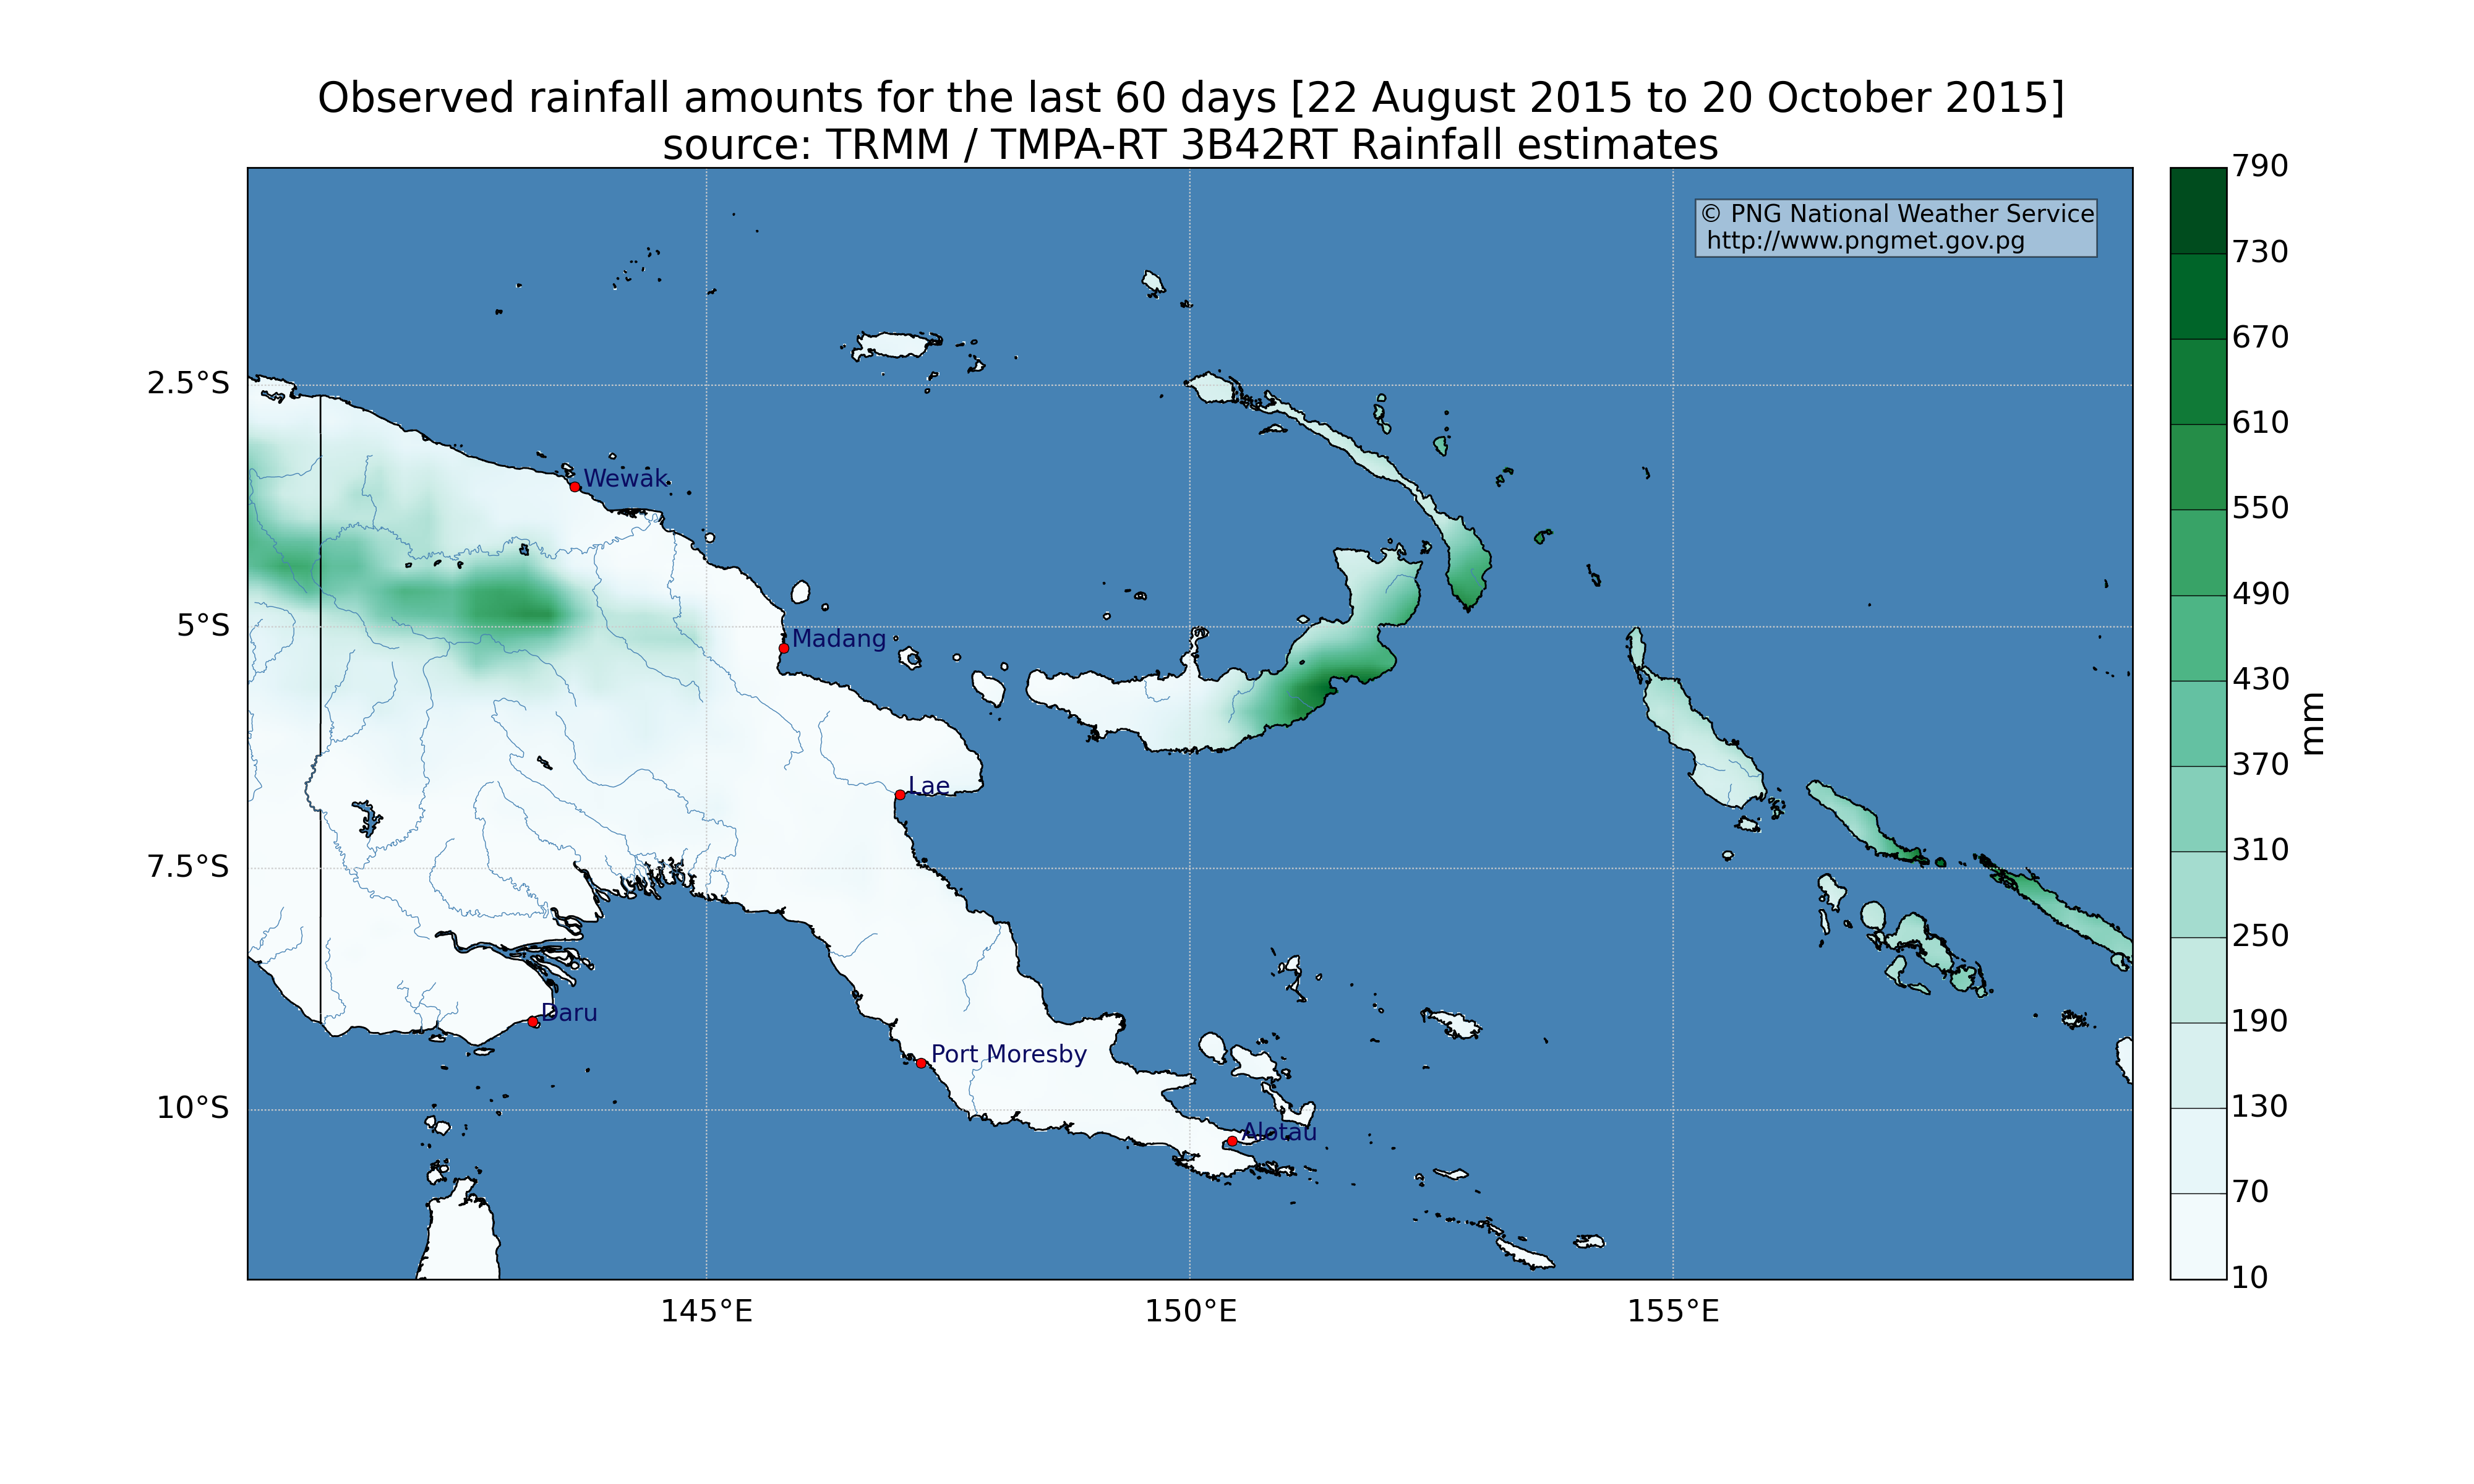 Observed rainfall amounts for the last 60 days [22 August 2015 to 20 October 2015]
source: TRMM / TMPA-RT 3B42RT Rainfall estimates
© PNG National Weather Service
http://www.pngmet.gov.pg
790
730
670
610
550
490
430
370
310
250
190
130
70
10
mm
2.5°S
5°S
7.5°S
10°S
Wewak
Madang
Lae
Daru
Port Moresby
Alotau
145°E
150°E
155°E